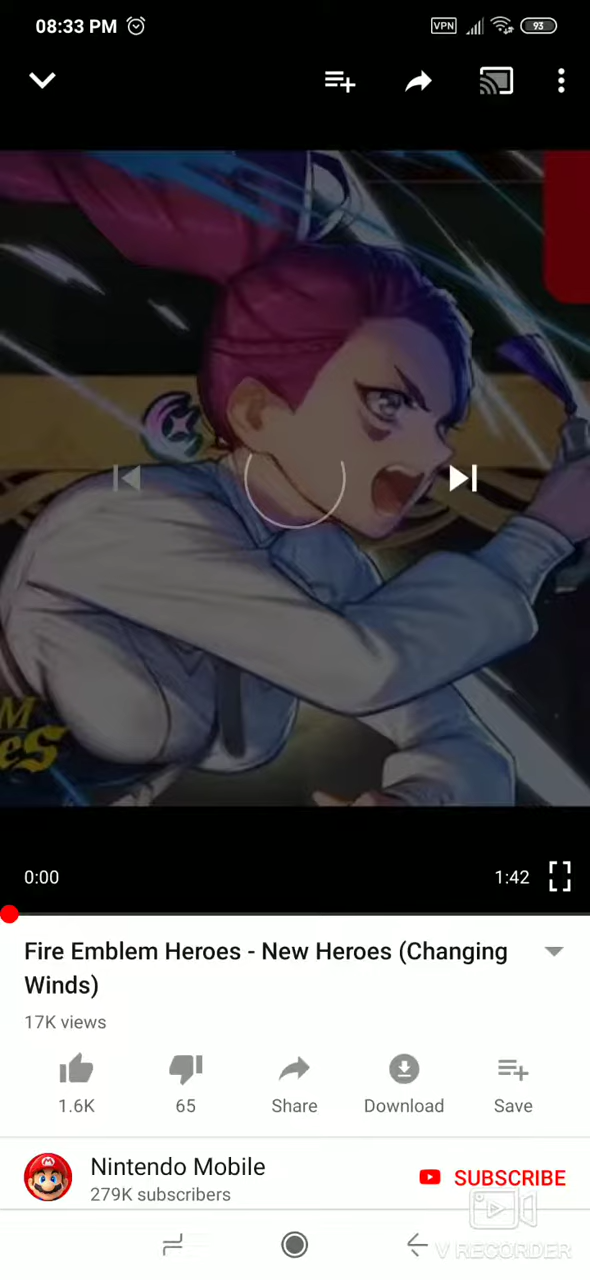 08:33 PM
VPN
93
M
es
0:00
1:42
Fire Emblem Heroes - New Heroes (Changing
Winds)
17K views
1.6K
65
Share
Download
Save
Nintendo Mobile
279K subscribers
SUBSCRIBE
V RECORDER